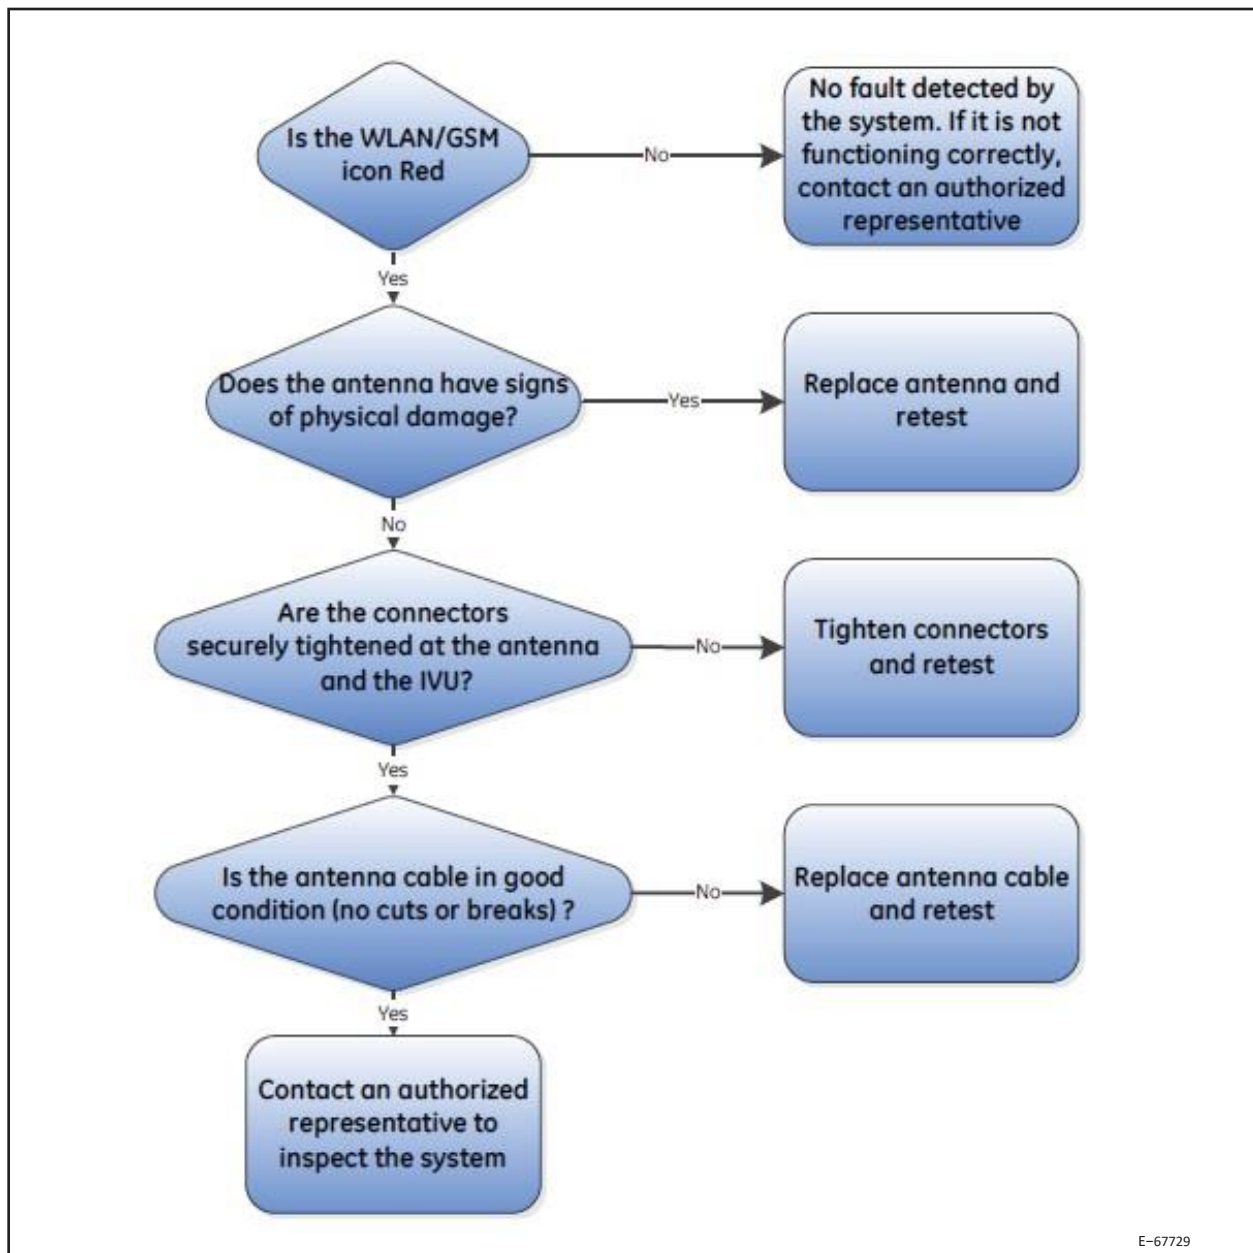 Is the WLAN/GSM
icon Red
No
No fault detected by
the system. If it is not
functioning correctly,
contact an authorized
representative
Yes
Does the antenna have signs
of physical damage?
Yes
Replace antenna and
retest
No
Are the connectors
securely tightened at the antenna
and the IVU?
No
Tighten connectors
and retest
Yes
Is the antenna cable in good
condition (no cuts or breaks) ?
No
Replace antenna cable
and retest
Yes
Contact an authorized
representative to
inspect the system
E-67729